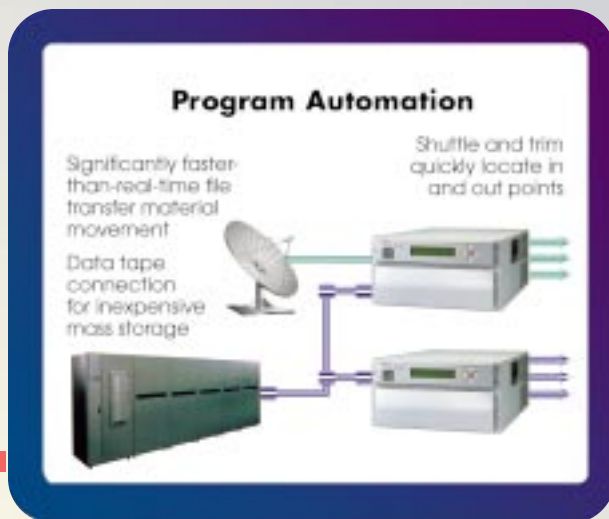 Program Automation
Significantly faster-
than-real-time file
transfer material
movement
Data tape
connection
for inexpensive
mass storage
Shuttle and trim
quickly locate in
and out points